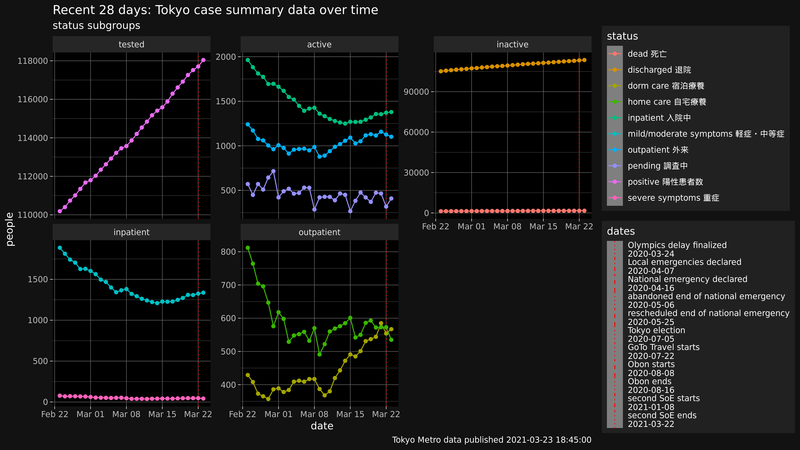 Recent 28 days: Tokyo case summary data over time
status subgroups
tested
active
inactive
118000
116000
114000
112000
110000
2000
1500
1000
500
90000
60000
30000
0
Feb 22
Mar 01
Mar 08
Mar 15
Mar 22
people
inpatient
outpatient
1500
1000
500
0
800
700
600
500
400
Feb 22
Mar 01
Mar 08
Mar 15
Mar 22
Feb 22
Mar 01
Mar 08
Mar 15
Mar 22
date
status
dead 死亡
discharged 退院
dorm care 宿泊療養
home care 自宅療養
inpatient 入院中
mild/moderate symptoms 軽症・中等症
outpatient 外来
pending 調査中
positive 陽性患者数
severe symptoms 重症
dates
Olympics delay finalized
2020-03-24
Local emergencies declared
2020-04-07
National emergency declared
2020-04-16
abandoned end of national emergency
2020-05-06
rescheduled end of national emergency
2020-05-25
Tokyo election
2020-07-05
GoTo Travel starts
2020-07-22
Obon starts
2020-08-08
Obon ends
2020-08-16
second SoE starts
2021-01-08
second SoE ends
2021-03-22
Tokyo Metro data published 2021-03-23 18:45:00